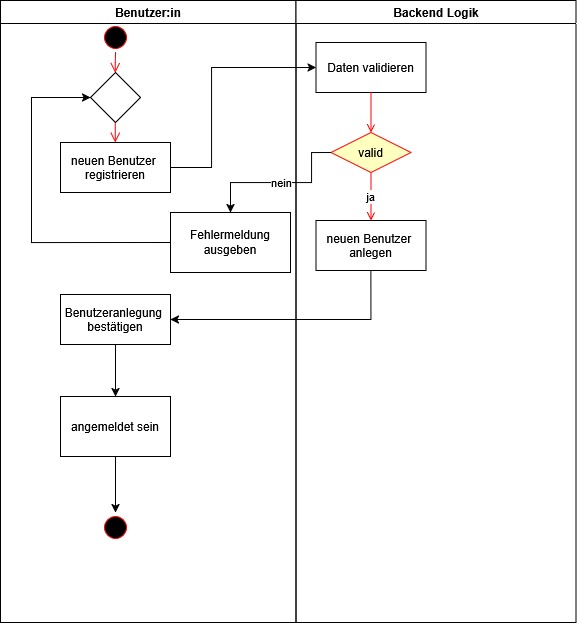 Benutzer:in
Backend Logik
Daten validieren
neuen Benutzer
registrieren
valid
nein
ja
Fehlermeldung
ausgeben
neuen Benutzer
anlegen
Benutzeranlegung
bestätigen
angemeldet sein